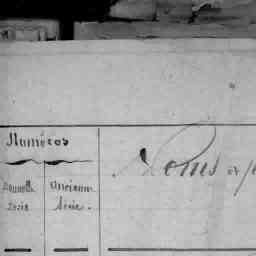 Numéros
Nouvelle Ancienne
Série Série.
Noms et